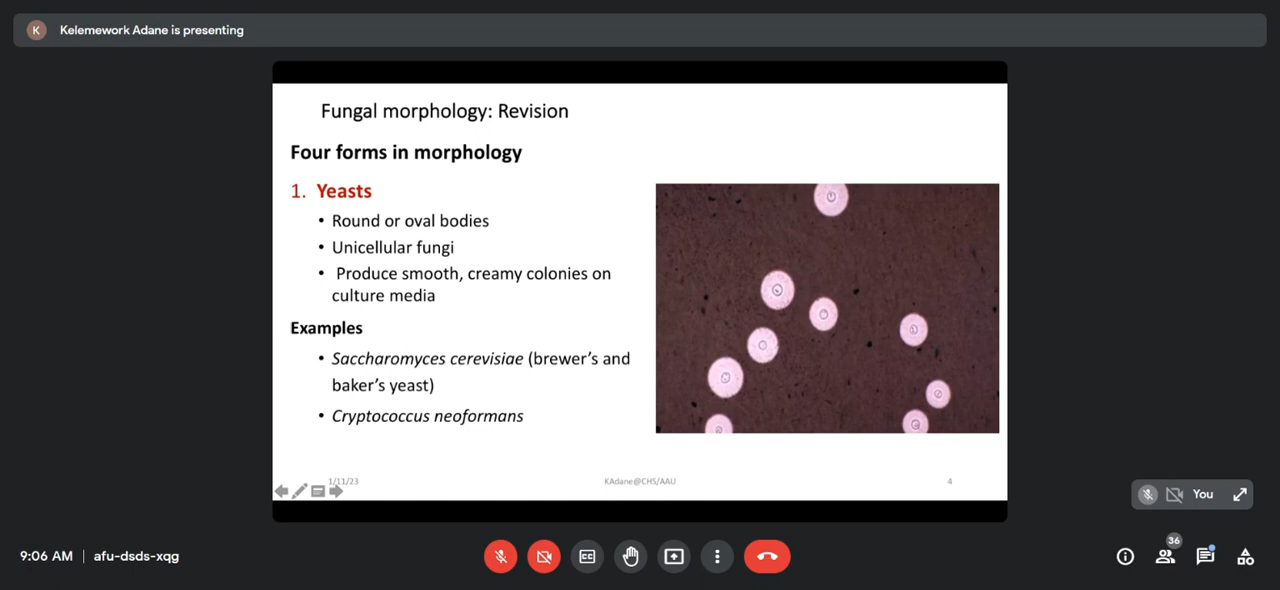 K Kelemework Adane is presenting
Fungal morphology: Revision
Four forms in morphology
1. Yeasts
• Round or oval bodies
• Unicellular fungi
• Produce smooth, creamy colonies on
culture media
Examples
• Saccharomyces cerevisiae (brewer's and
baker's yeast)
• Cryptococcus neoformans
1/11/23 KAdane@CHS/AAU 4
You
9:06 AM | afu-dsds-xqg
CC
36